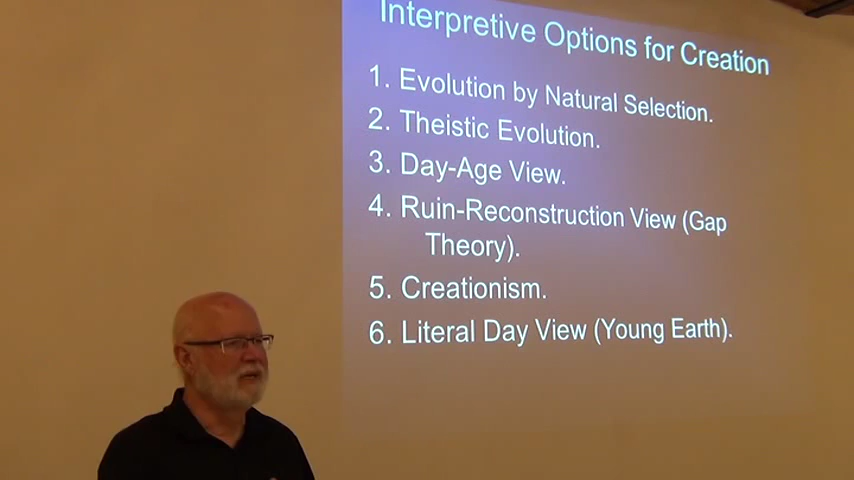 Interpretive Options for Creation
1. Evolution by Natural Selection.
2. Theistic Evolution.
3. Day-Age View.
4. Ruin-Reconstruction View (Gap
Theory).
5. Creationism.
6. Literal Day View (Young Earth).